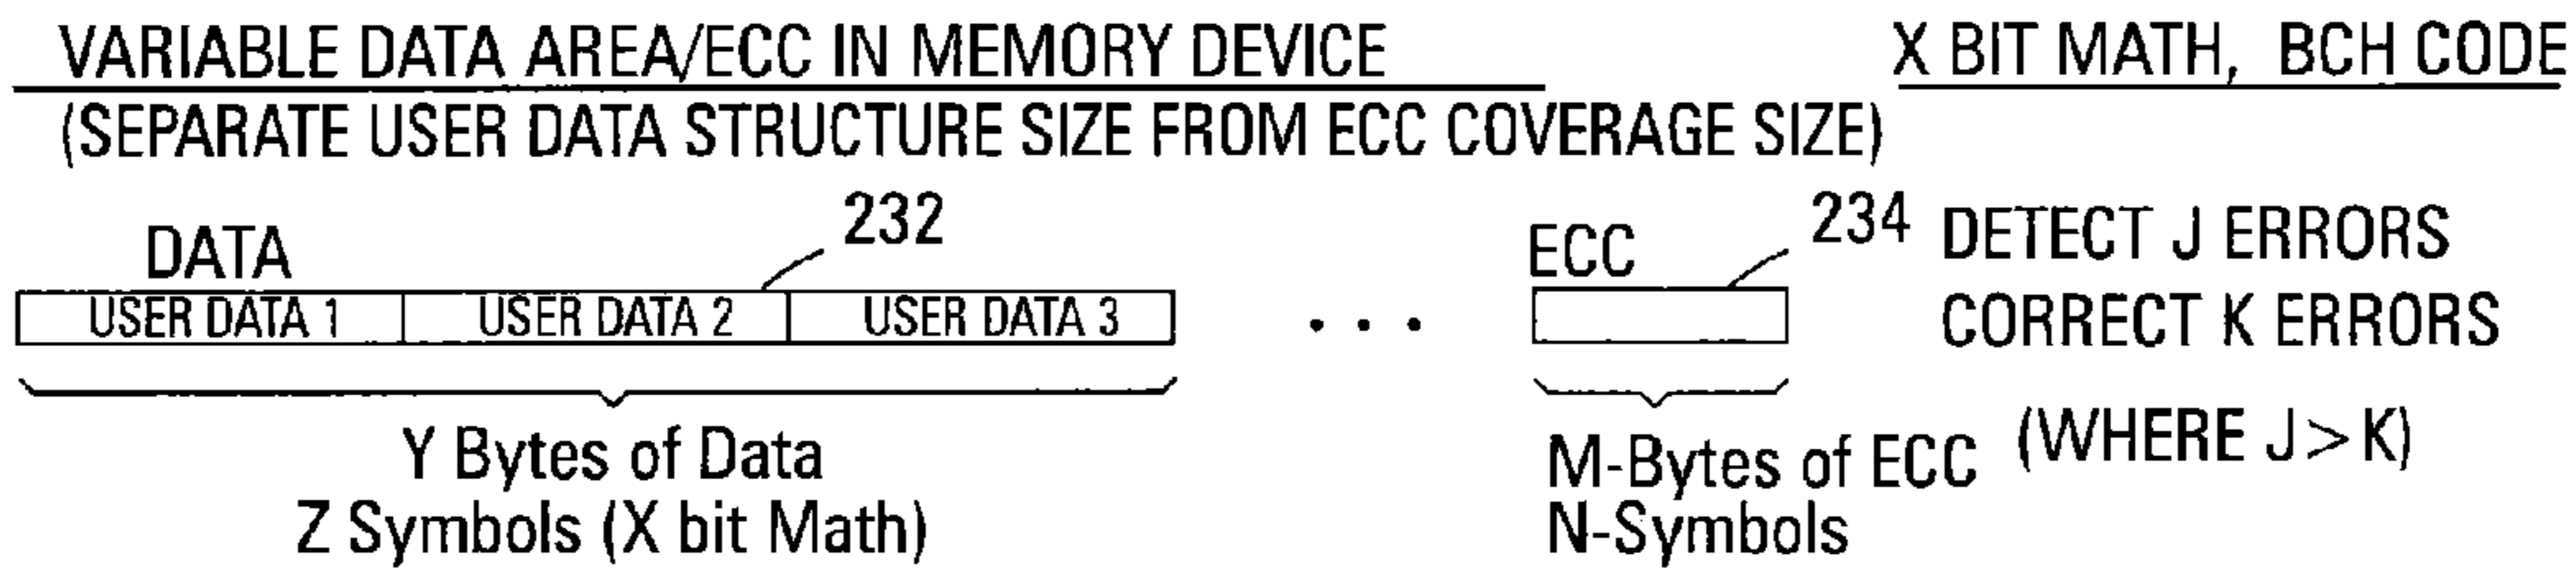 VARIABLE DATA AREA/ECC IN MEMORY DEVICE
X BIT MATH, BCH CODE
(SEPARATE USER DATA STRUCTURE SIZE FROM ECC COVERAGE SIZE)
232
234
DATA
ECC
DETECT J ERRORS
USER DATA 1
USER DATA 2
USER DATA 3
. . .
CORRECT K ERRORS
(WHERE J > K)
Y Bytes of Data
Z Symbols (X bit Math)
M-Bytes of ECC
N-Symbols